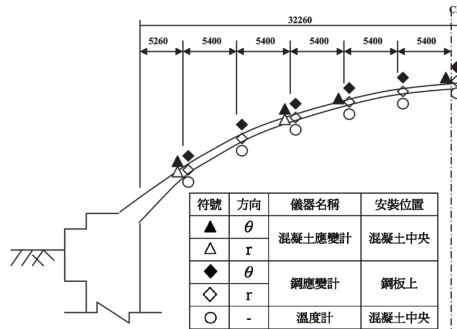 32260
5260 5400 5400 5400 5400 5400
符號 方向 儀器名稱 安裝位置
▲ θ 混凝土應變計 混凝土中央
△ r
◆ θ 鋼應變計 鋼板上
◇ r
○ - 溫度計 混凝土中央